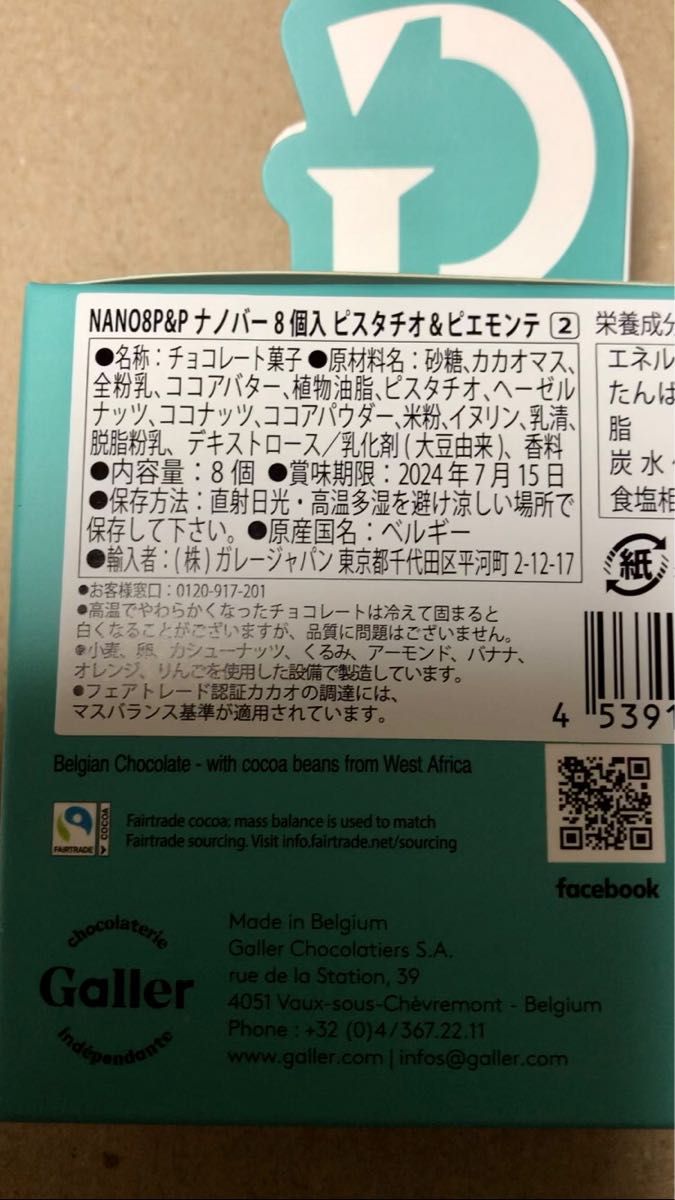 NANO8P&P ナノバー8個入 ピスタチオ&ピエモンテ 2
●名称：チョコレート菓子 ●原材料名：砂糖、カカオマス、
全粉乳、ココアバター、植物油脂、ピスタチオ、ヘーゼル
ナッツ、ココナッツ、ココアパウダー、米粉、イヌリン、乳清、
脱脂粉乳、デキストロース／乳化剤(大豆由来)、香料
●内容量：8個 ●賞味期限：2024年7月15日
●保存方法：直射日光・高温多湿を避け涼しい場所で
保存して下さい。●原産国名：ベルギー
●輸入者：(株)ガレージャパン 東京都千代田区平河町 2-12-17
●お客様窓口：0120-917-201
●高温でやわらかくなったチョコレートは冷えて固まると
白くなることがございますが、品質に問題はございません。
●小麦、卵、カシューナッツ、くるみ、アーモンド、バナナ、
オレンジ、りんごを使用した設備で製造しています。
●フェアトレード認証カカオの調達には、
マスバランス基準が適用されています。
栄養成分
エネル
たんぱ
脂
炭水
食塩相
紙
4 5391
Belgian Chocolate - with cocoa beans from West Africa
FAIRTRADE
COCOA
Fairtrade cocoa: mass balance is used to match
Fairtrade sourcing. Visit info.fairtrade.net/sourcing
facebook
chocolaterie
Galler
indépendante
Made in Belgium
Galler Chocolatiers S.A.
rue de la Station, 39
4051 Vaux-sous-Chèvremont - Belgium
Phone : +32 (0)4/367.22.11
www.galler.com | infos@galler.com